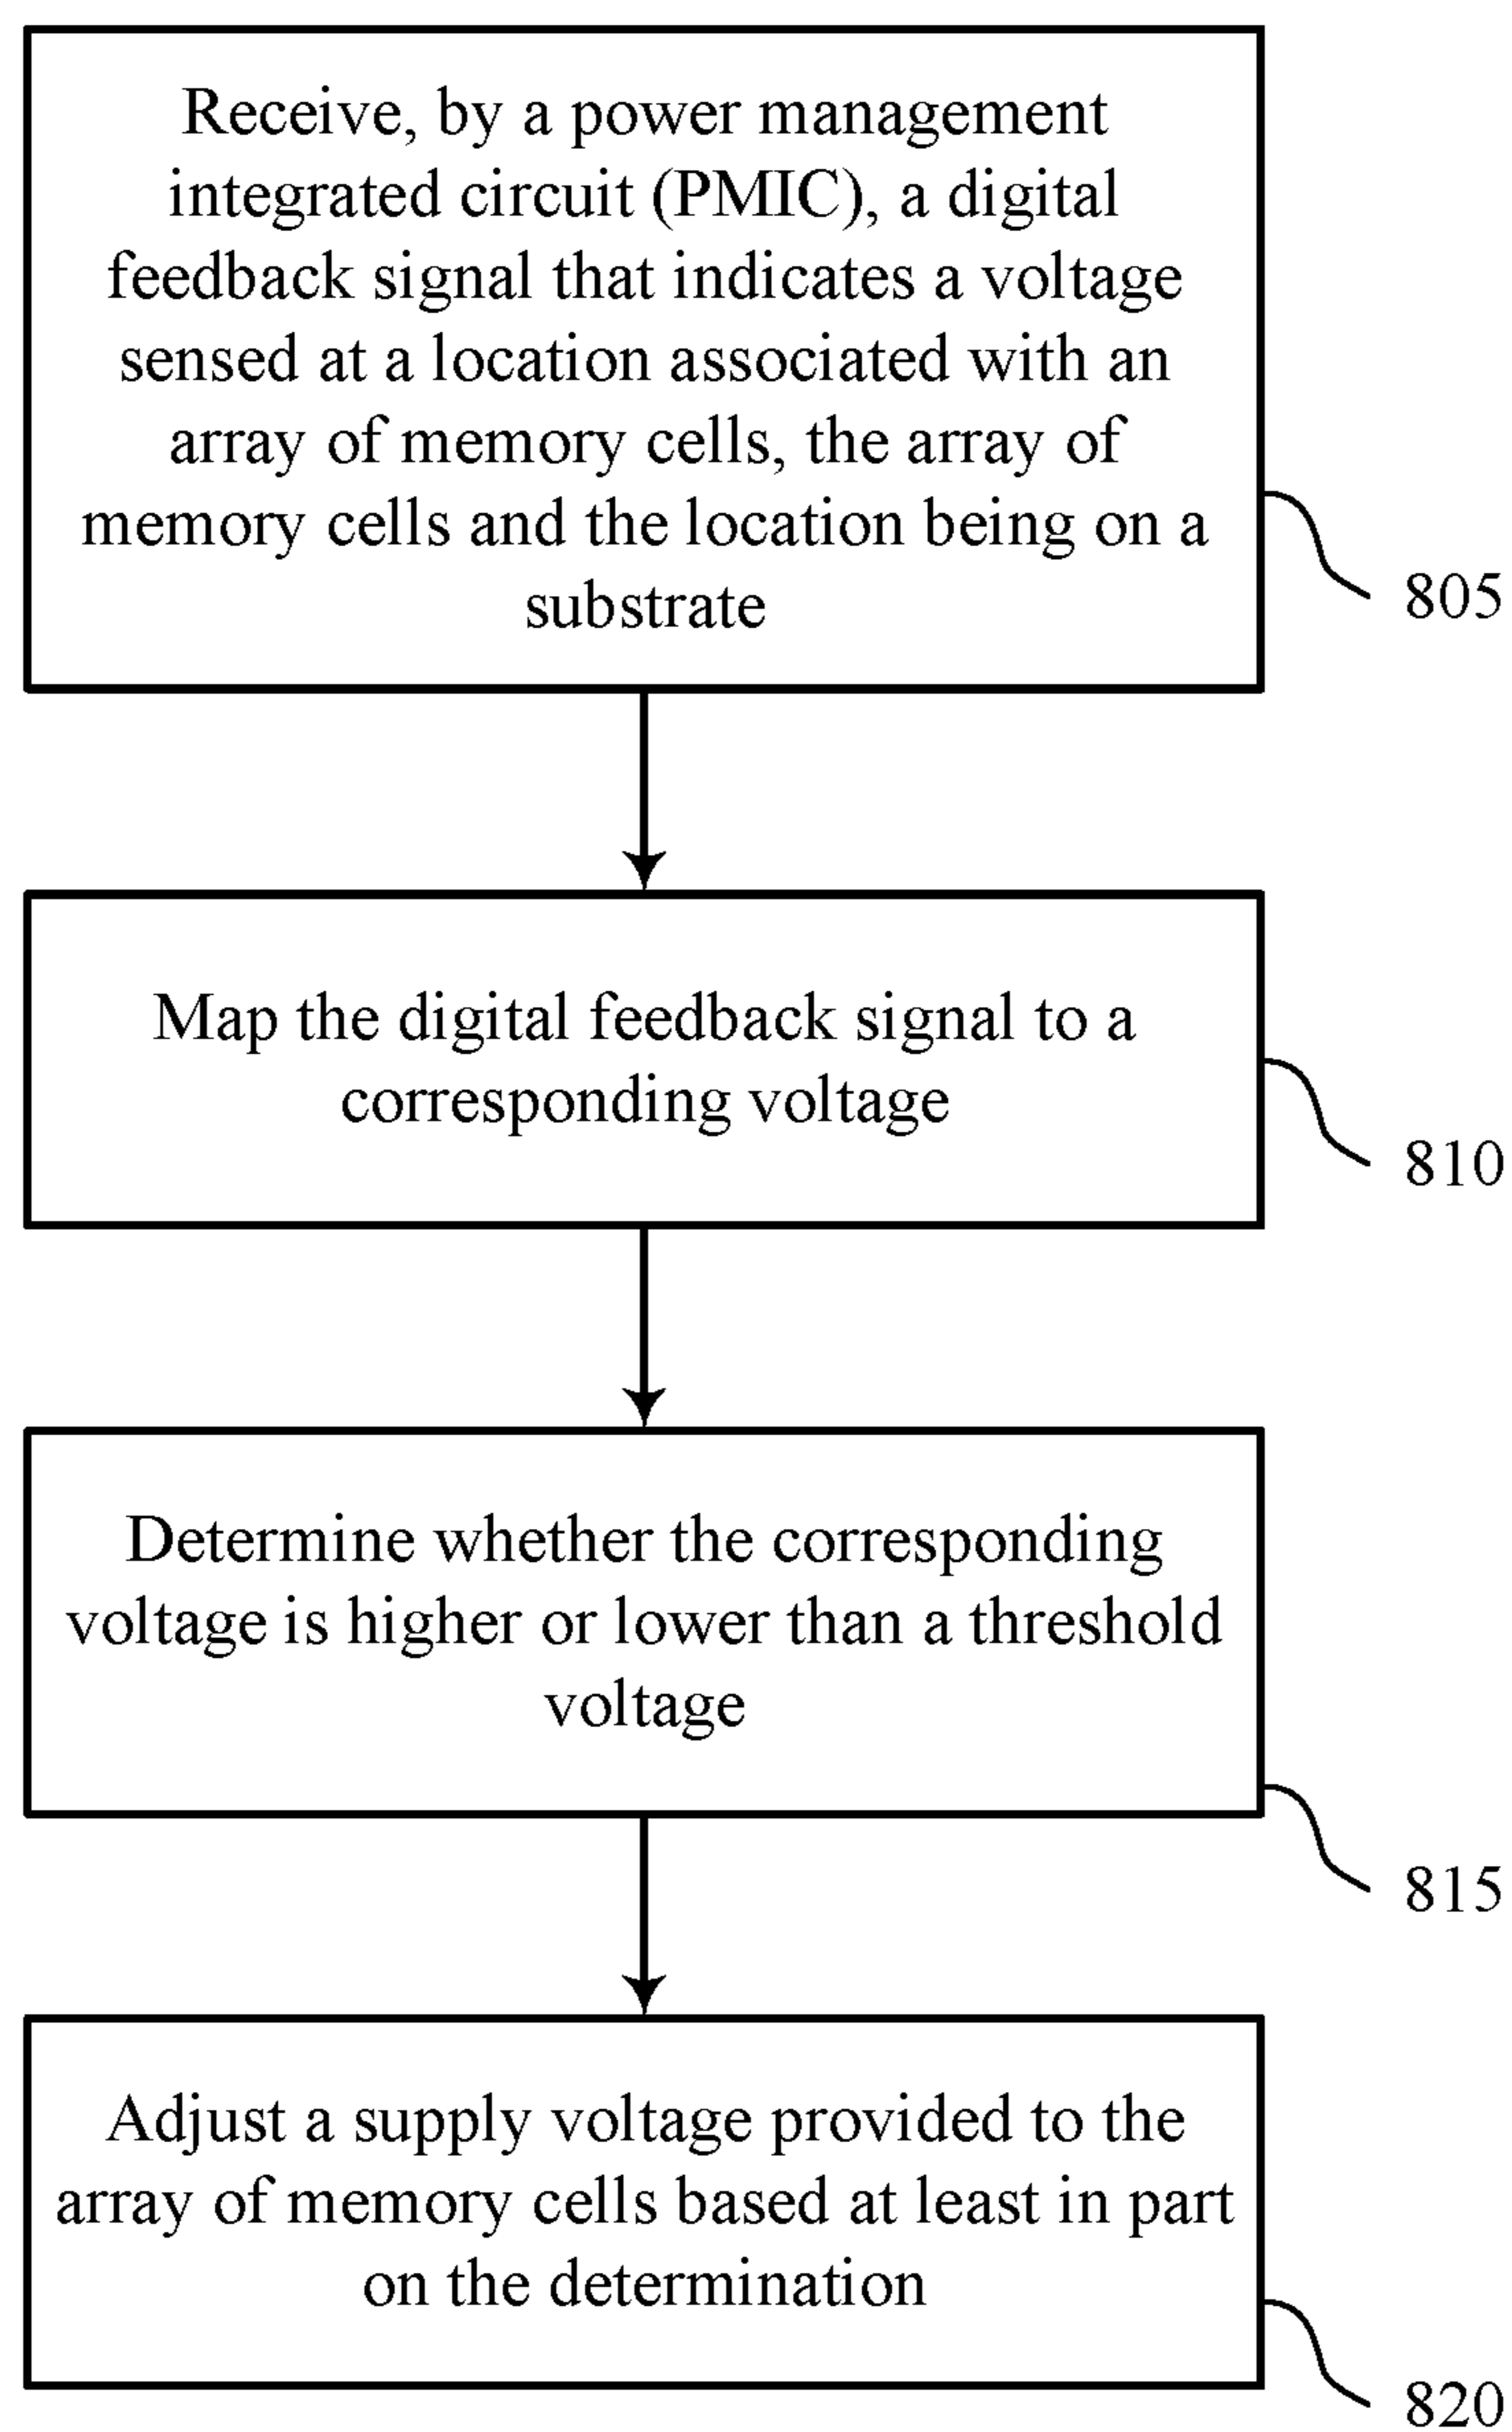 Receive, by a power management
integrated circuit (PMIC), a digital
feedback signal that indicates a voltage
sensed at a location associated with an
array of memory cells, the array of
memory cells and the location being on a
substrate
805
Map the digital feedback signal to a
corresponding voltage
810
Determine whether the corresponding
voltage is higher or lower than a threshold
voltage
815
Adjust a supply voltage provided to the
array of memory cells based at least in part
on the determination
820